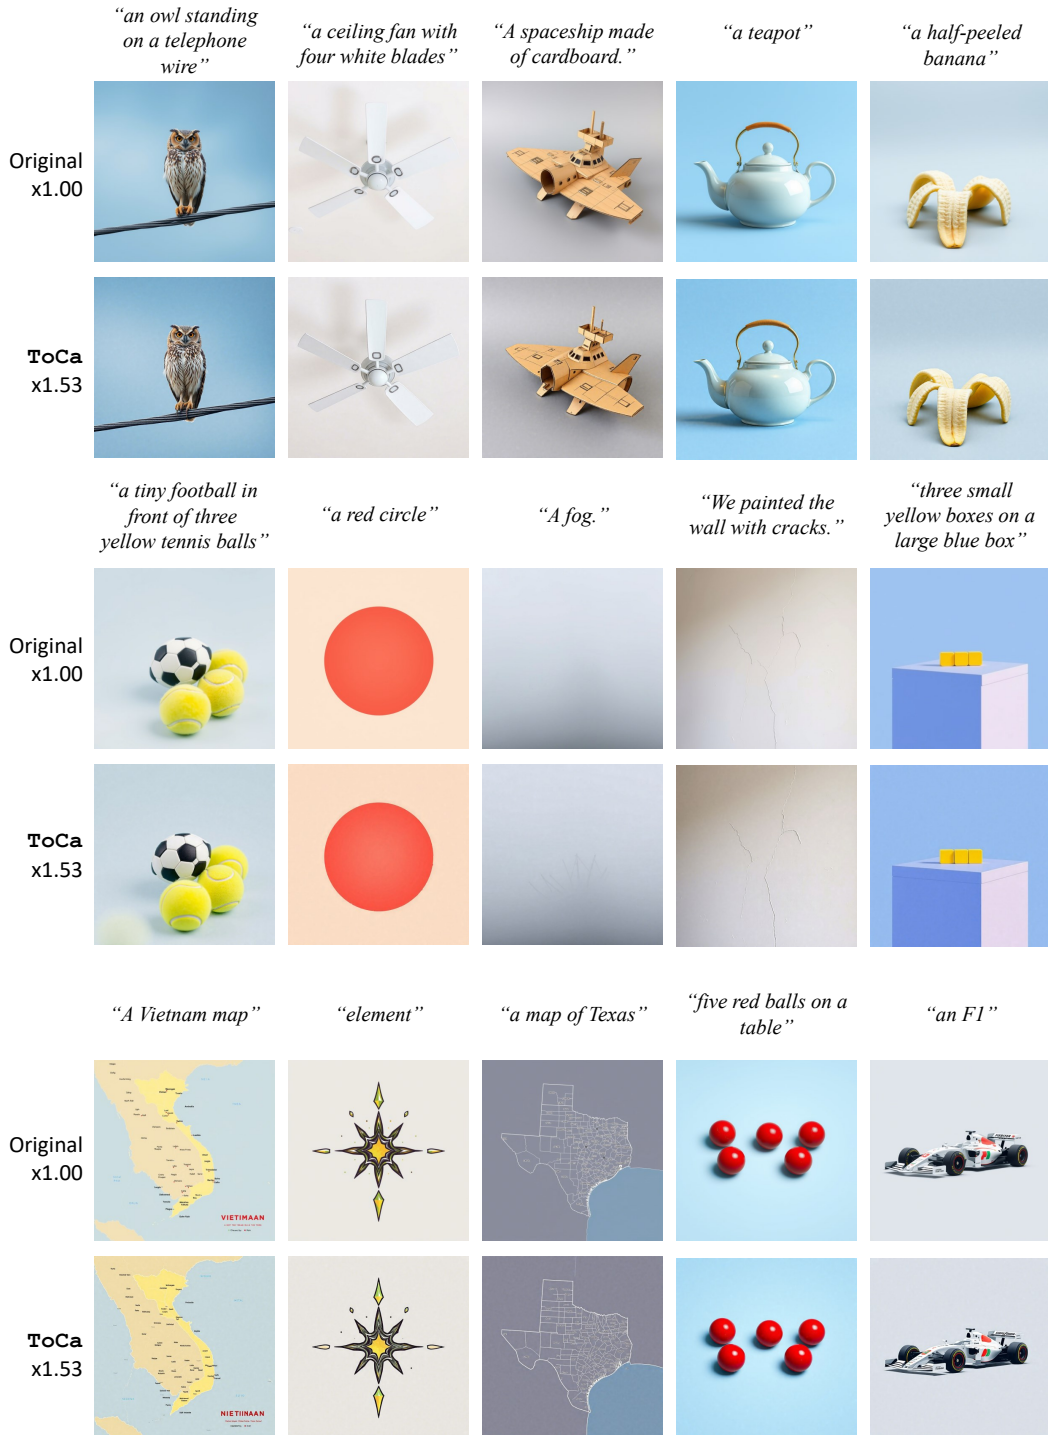 “an owl standing
on a telephone
wire”
“a ceiling fan with
four white blades”
“A spaceship made
of cardboard.”
“a teapot”
“a half-peeled
banana”
Original
x1.00
ToCa
x1.53
“a tiny football in
front of three
yellow tennis balls”
“a red circle”
“A fog.”
“We painted the
wall with cracks.”
“three small
yellow boxes on a
large blue box”
Original
x1.00
ToCa
x1.53
“A Vietnam map”
“element”
“a map of Texas”
“five red balls on a
table”
“an F1”
Original
x1.00
VIETIMAAN
ToCa
x1.53
NIETIINAAN